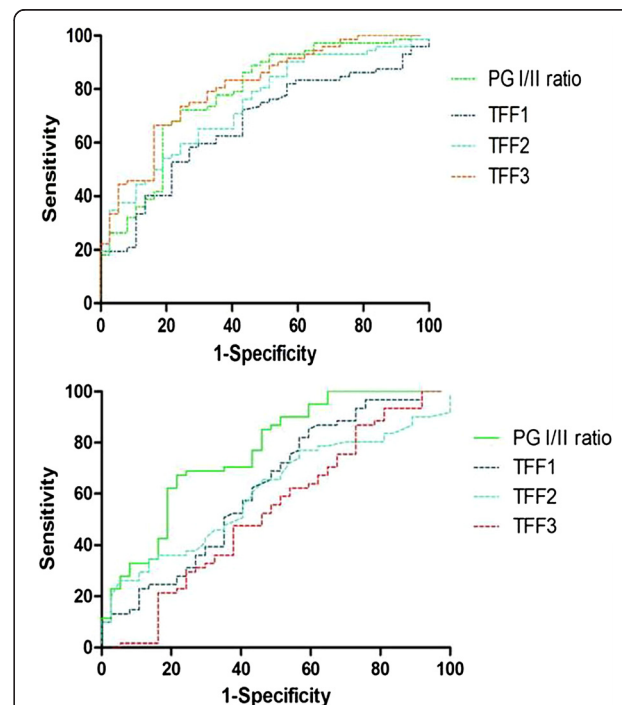 100
80
60
40
20
0
Sensitivity
0 20 40 60 80 100
1-Specificity
PG I/II ratio
TFF1
TFF2
TFF3
100
80
60
40
20
0
Sensitivity
0 20 40 60 80 100
1-Specificity
PG I/II ratio
TFF1
TFF2
TFF3